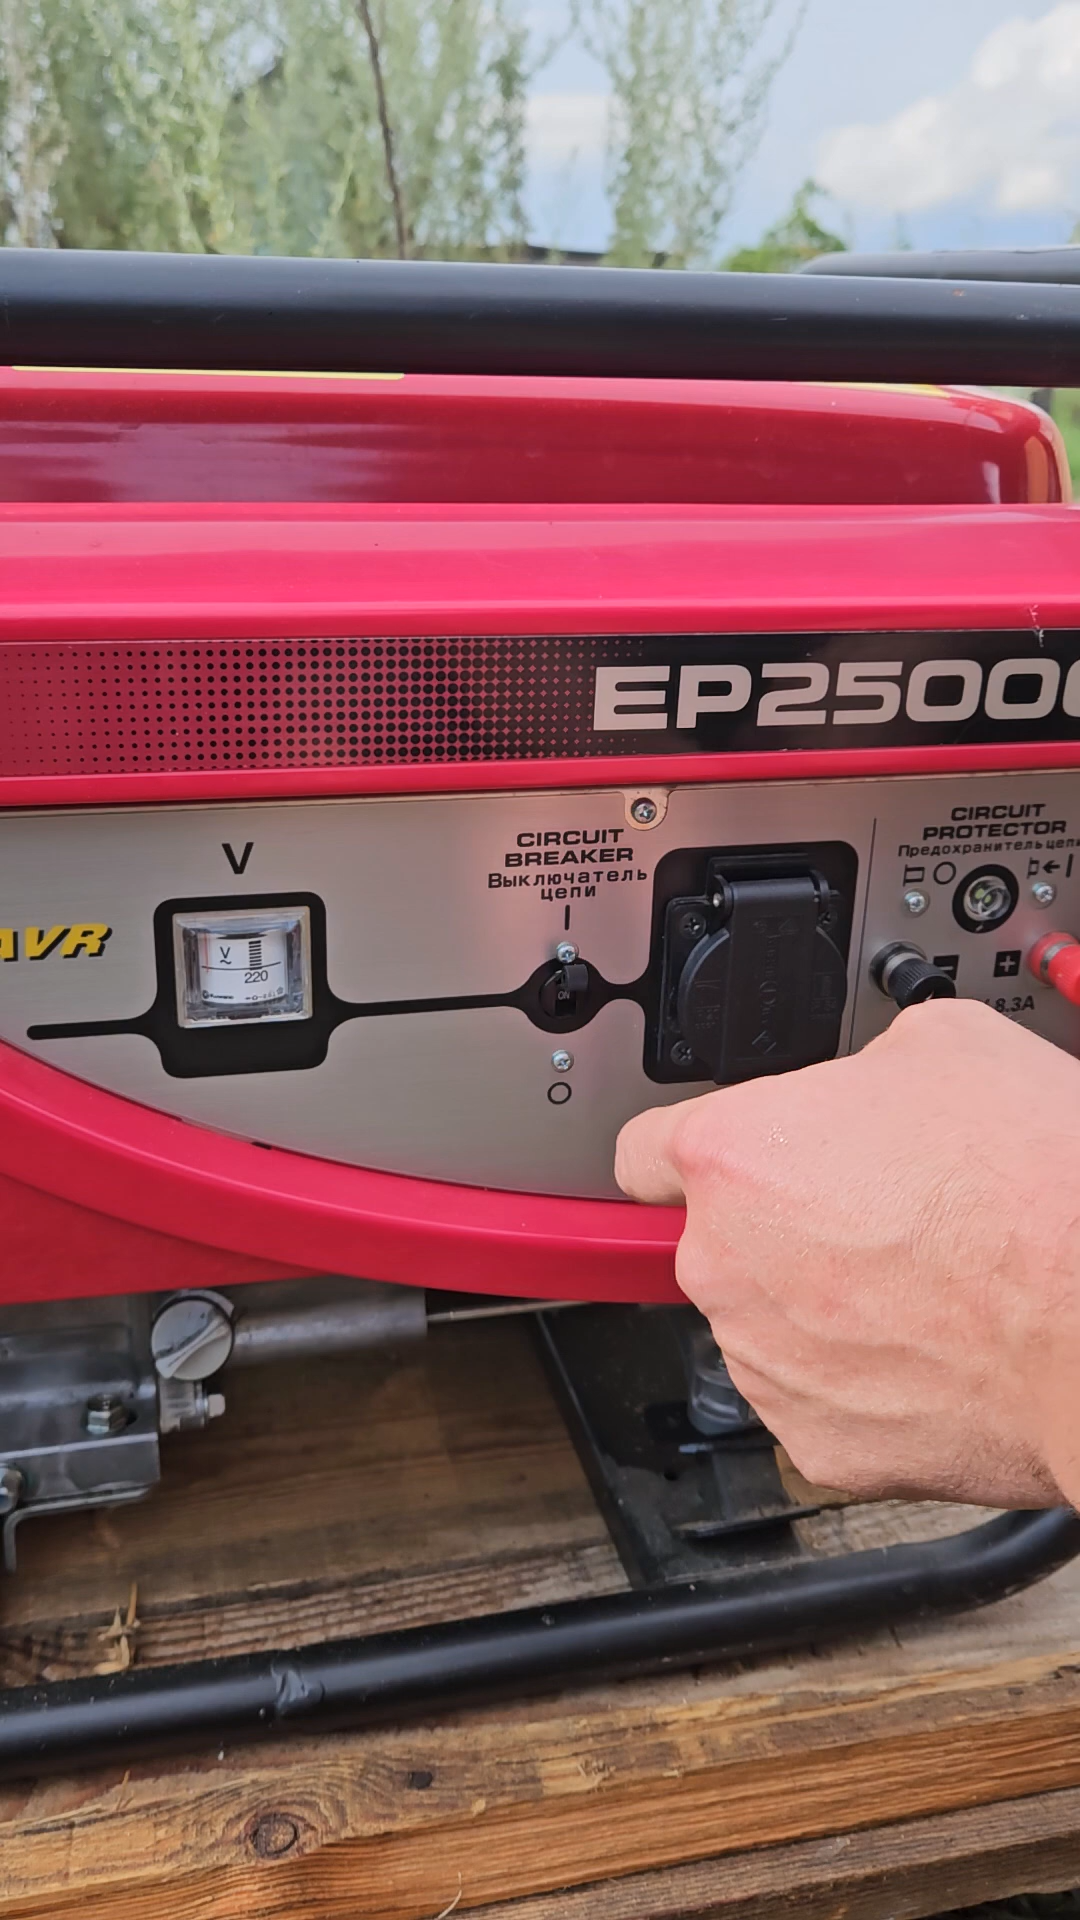 EP2500
CIRCUIT
PROTECTOR
Предохранитель цепи
V
CIRCUIT
BREAKER
Выключатель
цепи
AVR
V
220
ON
8.3A